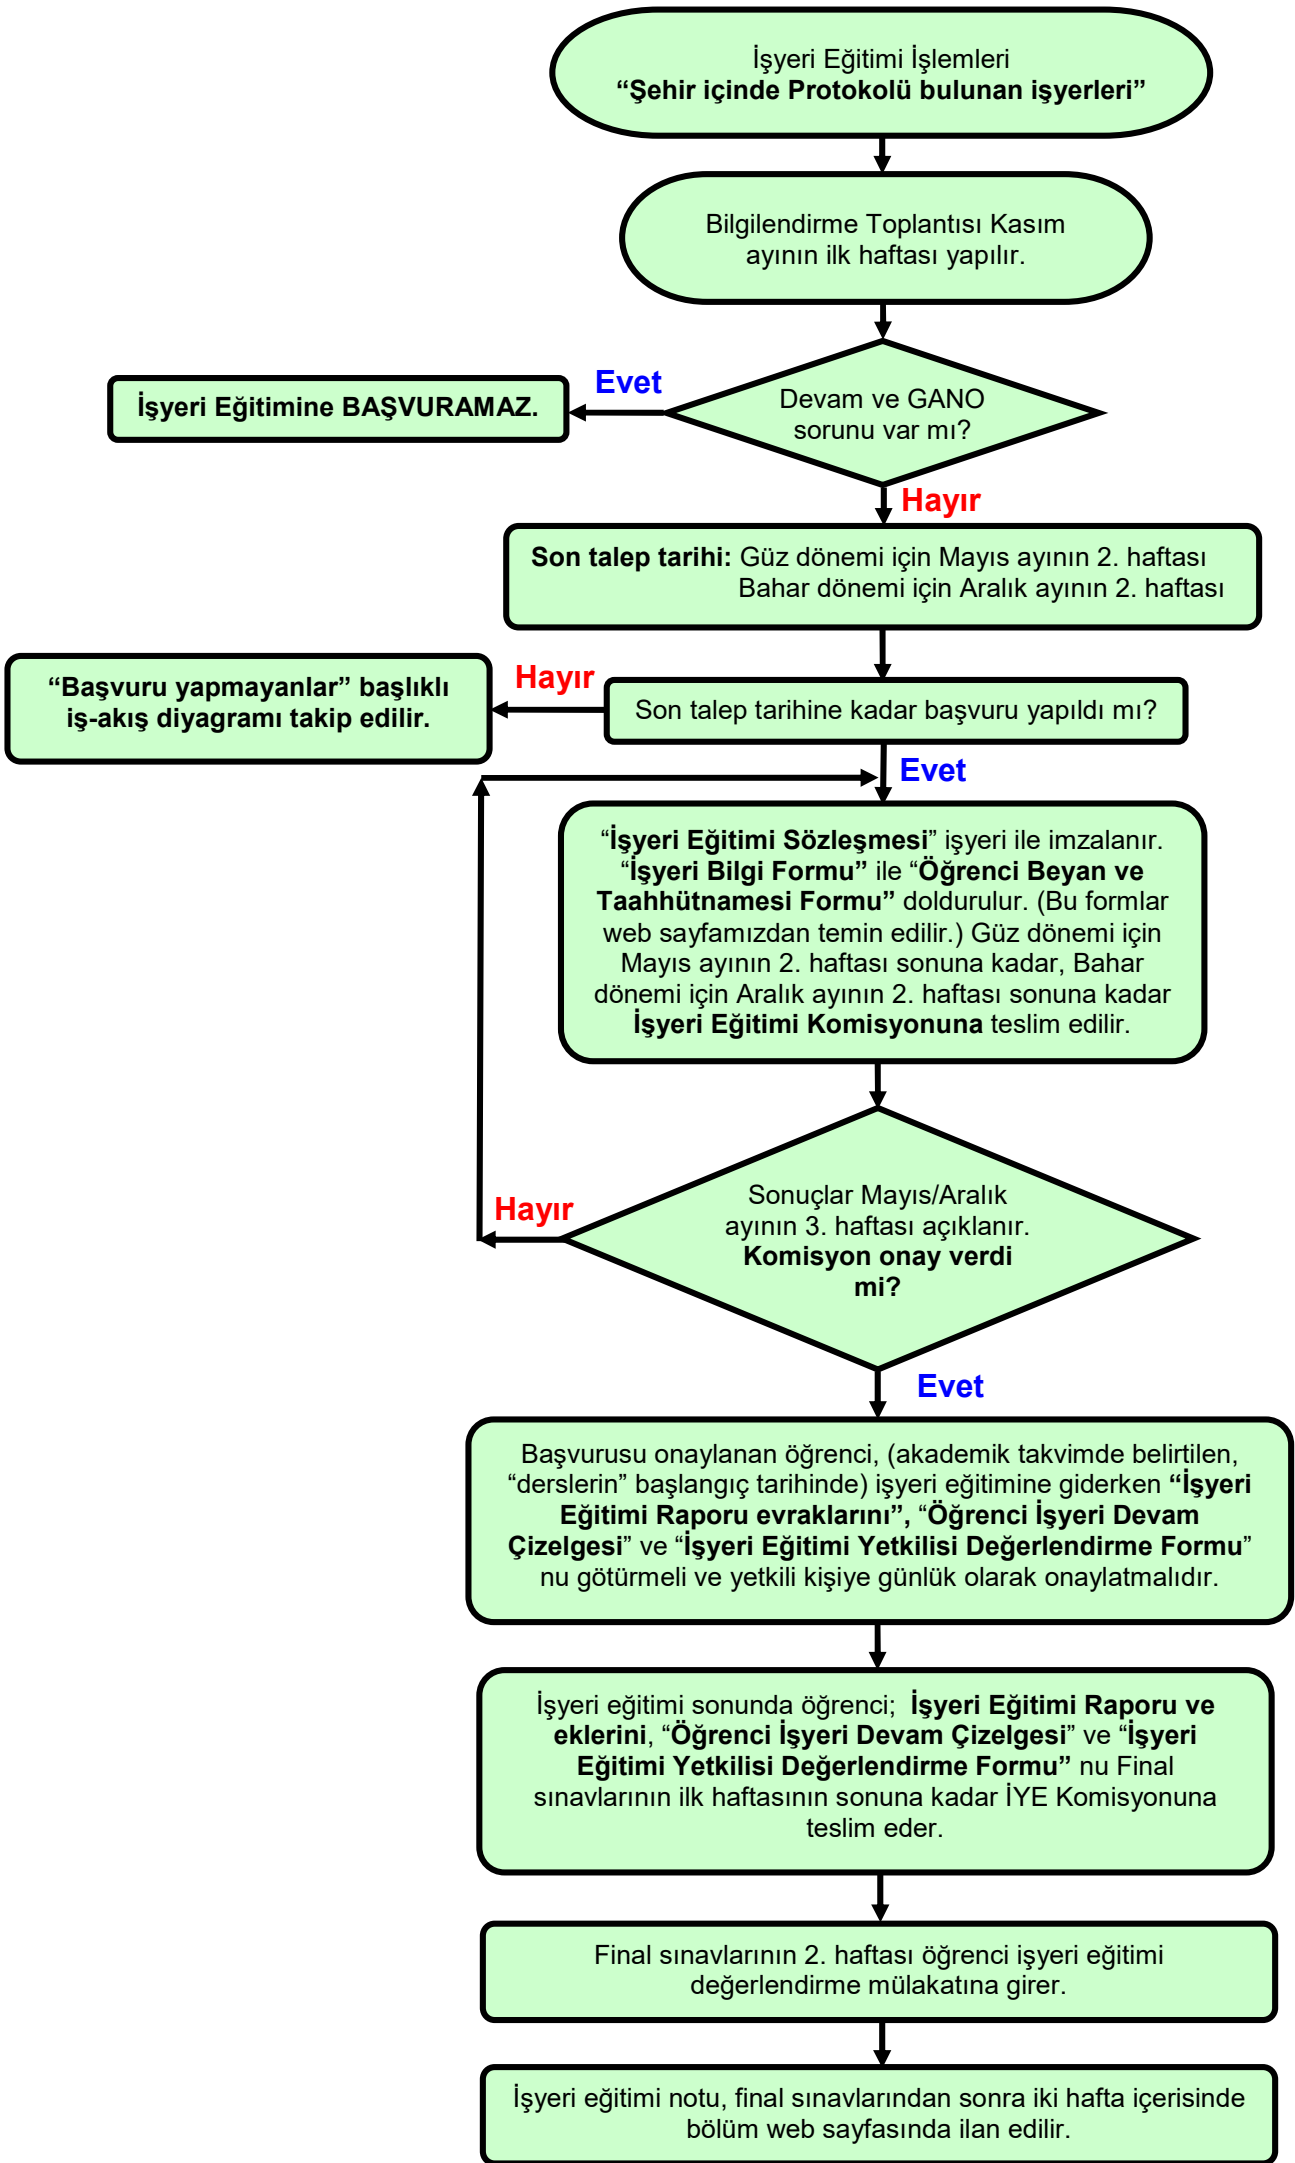 İşyeri Eğitimi İşlemleri
“Şehir içinde Protokolü bulunan işyerleri”
Bilgilendirme Toplantısı Kasım
ayının ilk haftası yapılır.
Devam ve GANO
sorunu var mı?
Evet
İşyeri Eğitimine BAŞVURAMAZ.
Hayır
Son talep tarihi: Güz dönemi için Mayıs ayının 2. haftası
Bahar dönemi için Aralık ayının 2. haftası
Son talep tarihine kadar başvuru yapıldı mı?
Hayır
“Başvuru yapmayanlar” başlıklı
iş-akış diyagramı takip edilir.
Evet
“İşyeri Eğitimi Sözleşmesi” işyeri ile imzalanır.
“İşyeri Bilgi Formu” ile “Öğrenci Beyan ve
Taahhütnamesi Formu” doldurulur. (Bu formlar
web sayfamızdan temin edilir.) Güz dönemi için
Mayıs ayının 2. haftası sonuna kadar, Bahar
dönemi için Aralık ayının 2. haftası sonuna kadar
İşyeri Eğitimi Komisyonuna teslim edilir.
Sonuçlar Mayıs/Aralık
ayının 3. haftası açıklanır.
Komisyon onay verdi
mi?
Hayır
Evet
Başvurusu onaylanan öğrenci, (akademik takvimde belirtilen,
“derslerin” başlangıç tarihinde) işyeri eğitimine giderken “İşyeri
Eğitimi Raporu evraklarını”, “Öğrenci İşyeri Devam
Çizelgesi” ve “İşyeri Eğitimi Yetkilisi Değerlendirme Formu”
nu götürmeli ve yetkili kişiye günlük olarak onaylatmalıdır.
İşyeri eğitimi sonunda öğrenci; İşyeri Eğitimi Raporu ve
eklerini, “Öğrenci İşyeri Devam Çizelgesi” ve “İşyeri
Eğitimi Yetkilisi Değerlendirme Formu” nu Final
sınavlarının ilk haftasının sonuna kadar İYE Komisyonuna
teslim eder.
Final sınavlarının 2. haftası öğrenci işyeri eğitimi
değerlendirme mülakatına girer.
İşyeri eğitimi notu, final sınavlarından sonra iki hafta içerisinde
bölüm web sayfasında ilan edilir.